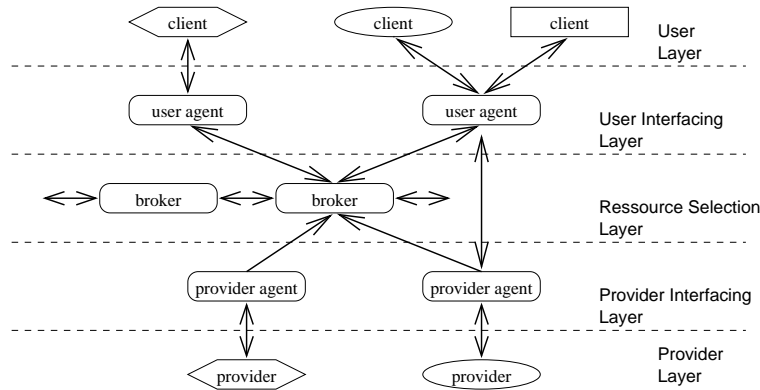 client
client
client
User
Layer
user agent
user agent
User Interfacing
Layer
broker
broker
Ressource Selection
Layer
provider agent
provider agent
Provider Interfacing
Layer
provider
provider
Provider
Layer